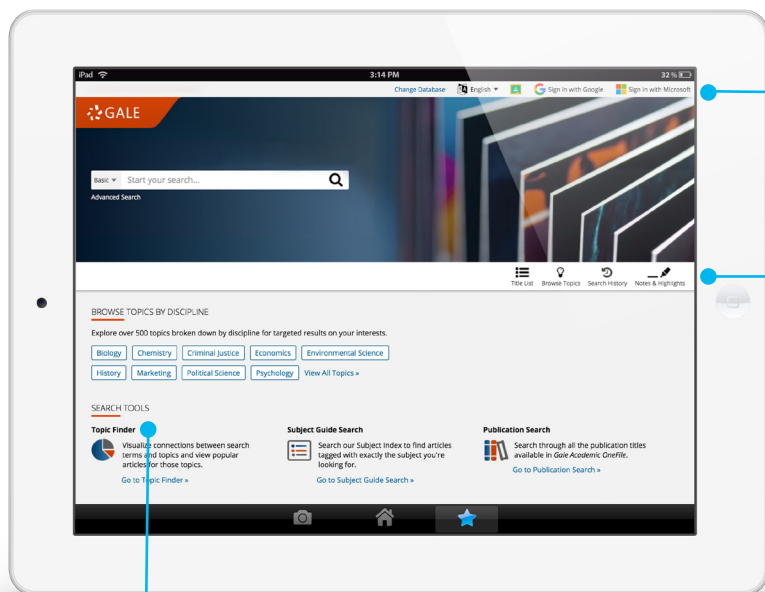 iPad 3:14 PM 32 %
Change Database English Sign in with Google Sign in with Microsoft
GALE
Basic Start your search...
Advanced Search
Title List Browse Topics Search History Notes & Highlights
BROWSE TOPICS BY DISCIPLINE
Explore over 500 topics broken down by discipline for targeted results on your interests.
Biology Chemistry Criminal Justice Economics Environmental Science
History Marketing Political Science Psychology View All Topics »
SEARCH TOOLS
Topic Finder
Visualize connections between search
terms and topics and view popular
articles for those topics.
Go to Topic Finder »
Subject Guide Search
Search our Subject Index to find articles
tagged with exactly the subject you're
looking for.
Go to Subject Guide Search »
Publication Search
Search through all the publication titles
available in Gale Academic OneFile.
Go to Publication Search »